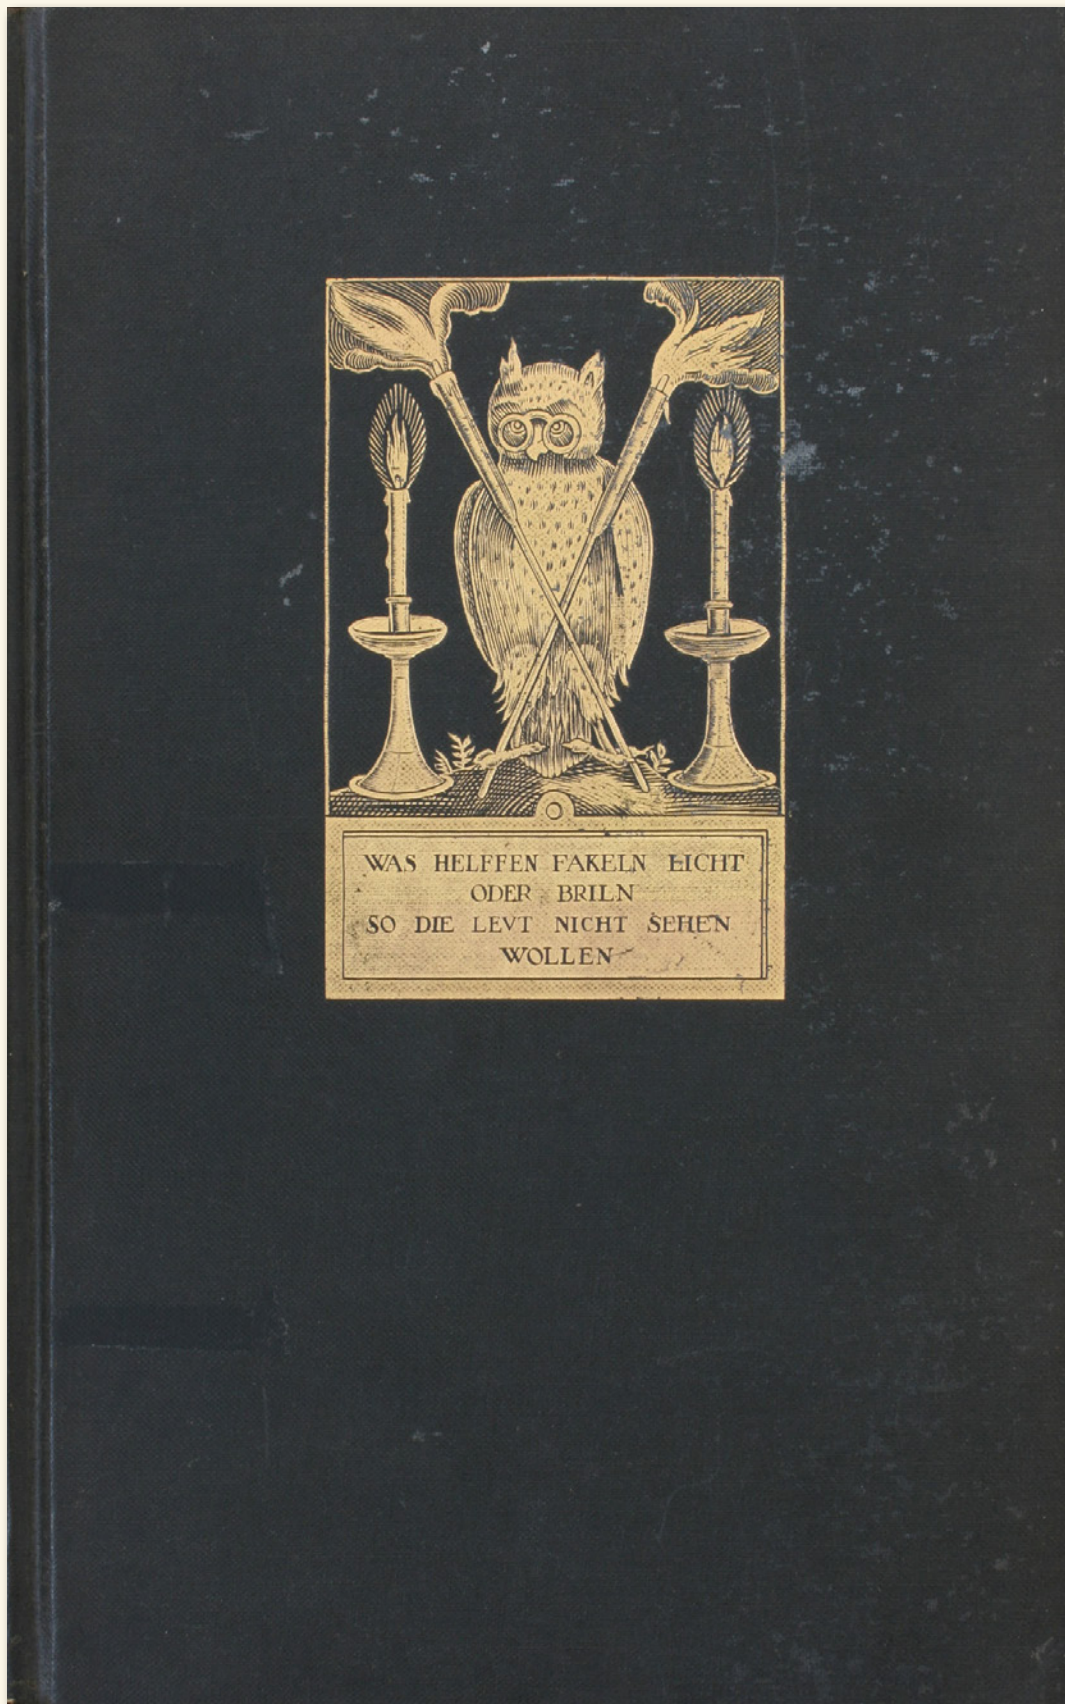 WAS HELFFEN FAKELN LICHT
ODER BRILN
SO DIE LEVT NICHT SEHEN
WOLLEN